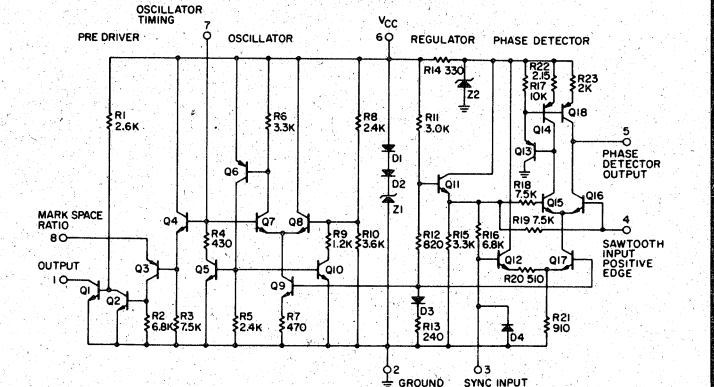 OSCILLATOR
TIMING
7
PRE DRIVER
OSCILLATOR
VCC
6
REGULATOR
PHASE DETECTOR
R14 330
Z2
R22
2.15
R17
10K
R23
2K
R1
2.6K
R6
3.3K
R8
2.4K
R11
3.0K
Q14
Q18
5
PHASE
DETECTOR
OUTPUT
D1
D2
Z1
Q13
Q6
Q11
R18
7.5K
Q15
Q16
MARK SPACE
RATIO
8
Q4
R4
430
Q7
Q8
R9
1.2K
R10
3.6K
R12
820
R15
3.3K
R16
6.8K
R19 7.5K
4
SAWTOOTH
INPUT
POSITIVE
EDGE
OUTPUT
1
Q3
Q5
Q10
Q12
Q17
Q1
Q2
Q9
R20 510
R2
6.8K
R3
7.5K
R5
2.4K
R7
470
D3
R13
240
D4
R21
910
2
GROUND
3
SYNC INPUT